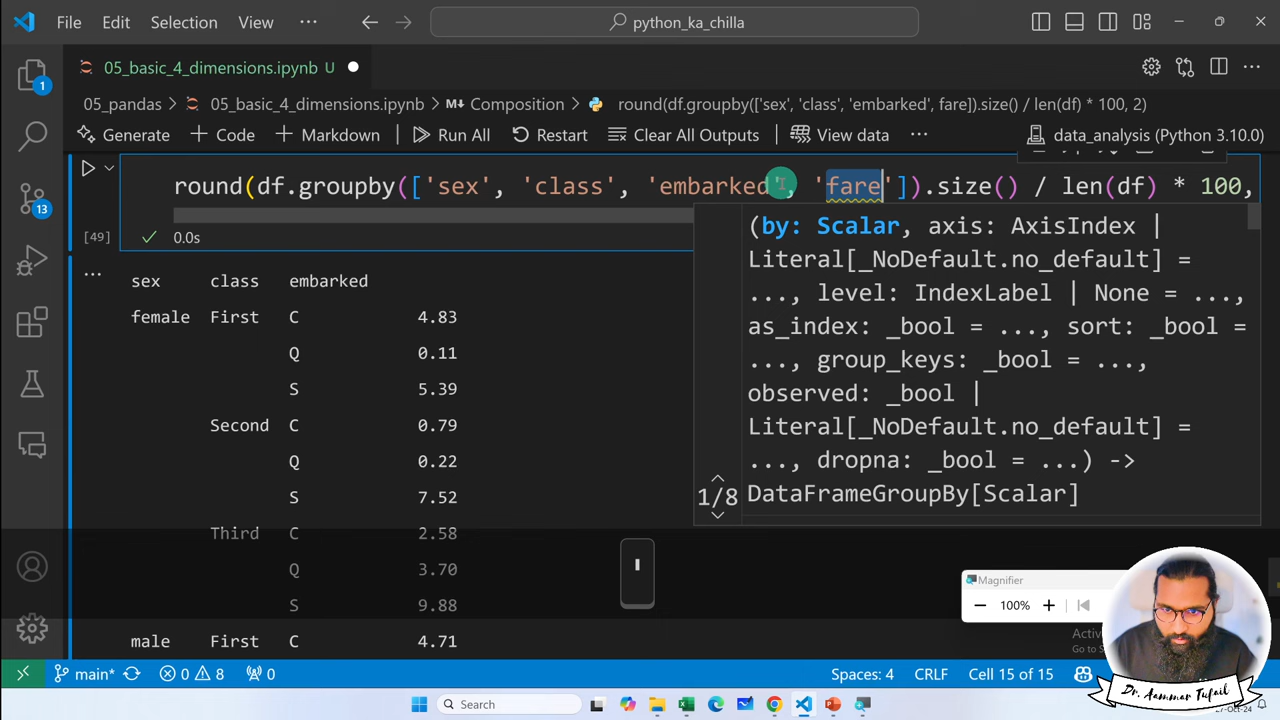 File Edit Selection View ··· python_ka_chilla
05_basic_4_dimensions.ipynb U
1
05_pandas > 05_basic_4_dimensions.ipynb > M↓ Composition > round(df.groupby(['sex', 'class', 'embarked', fare]).size() / len(df) * 100, 2)
Generate + Code + Markdown Run All Restart Clear All Outputs View data ··· data_analysis (Python 3.10.0)
round(df.groupby(['sex', 'class', 'embarked', 'fare']).size() / len(df) * 100,
13
[49] 0.0s
(by: Scalar, axis: AxisIndex |
Literal[_NoDefault.no_default] =
..., level: IndexLabel | None = ...,
as_index: _bool = ..., sort: _bool =
..., group_keys: _bool = ...,
observed: _bool |
Literal[_NoDefault.no_default] =
..., dropna: _bool = ...) ->
DataFrameGroupBy[Scalar]
1/8
sex class embarked
female First C 4.83
Q 0.11
S 5.39
Second C 0.79
Q 0.22
S 7.52
Third C 2.58
Q 3.70
S 9.88
male First C 4.71
'
Magnifier
100%
Dr. Aammar Tufail
main* 0 8 0 Spaces: 4 CRLF Cell 15 of 15
Search